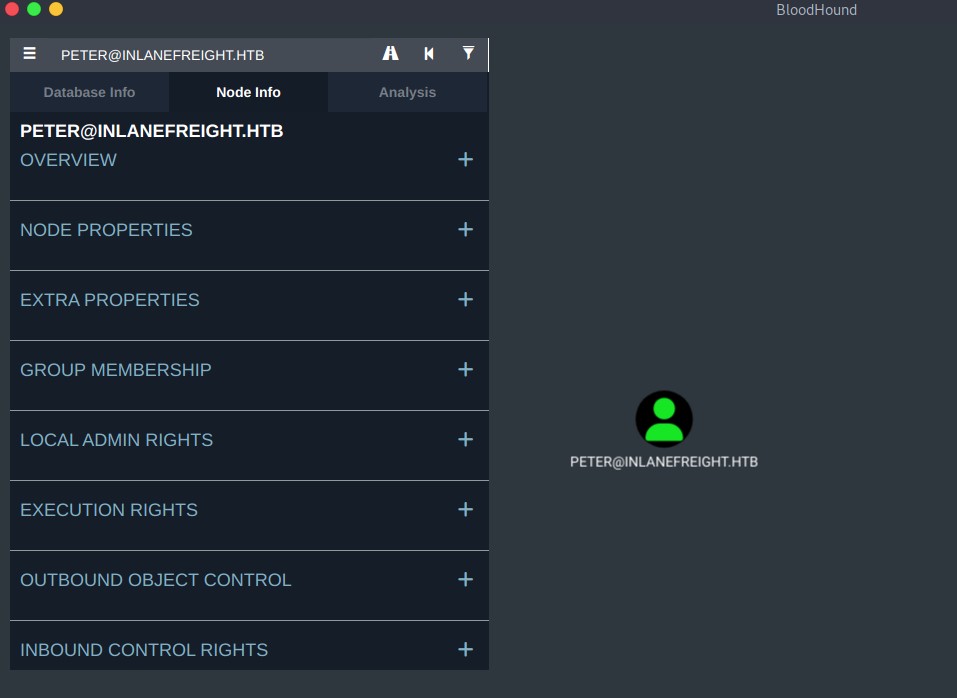 BloodHound
PETER@INLANEFREIGHT.HTB
Database Info
Node Info
Analysis
PETER@INLANEFREIGHT.HTB
OVERVIEW
NODE PROPERTIES
EXTRA PROPERTIES
GROUP MEMBERSHIP
LOCAL ADMIN RIGHTS
EXECUTION RIGHTS
OUTBOUND OBJECT CONTROL
INBOUND CONTROL RIGHTS
PETER@INLANEFREIGHT.HTB